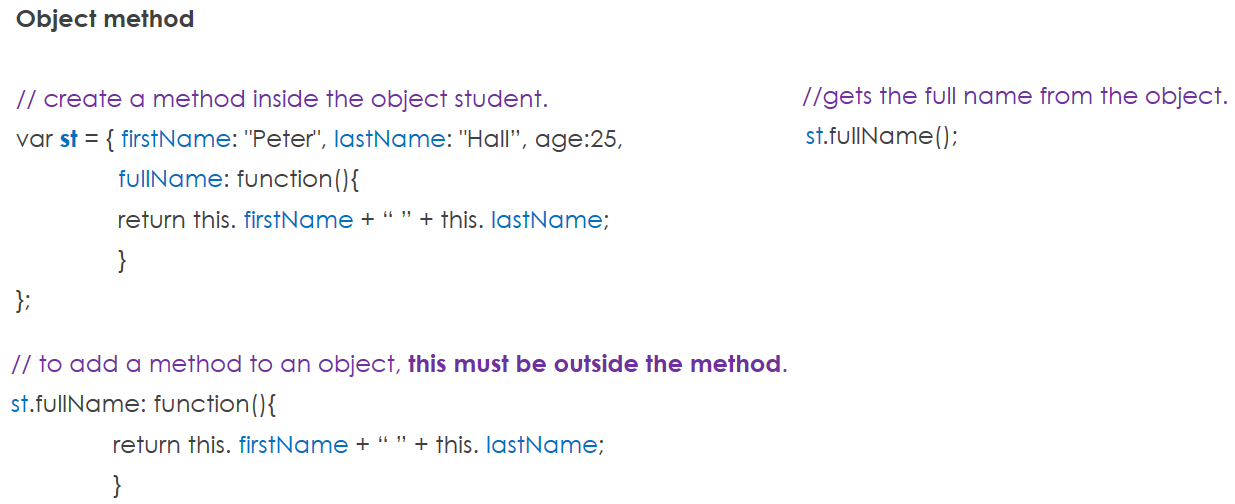 Object method
// create a method inside the object student.
var st = { firstName: "Peter", lastName: "Hall”, age:25,
fullName: function(){
return this. firstName + “ ” + this. lastName;
}
};
//gets the full name from the object.
st.fullName();
// to add a method to an object, this must be outside the method.
st.fullName: function(){
return this. firstName + “ ” + this. lastName;
}